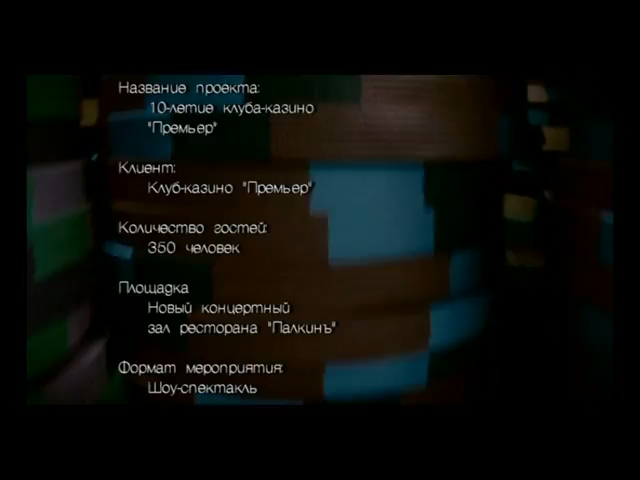 Название проекта:
10-летие клуба-казино
"Премьер"
Клиент:
Клуб-казино "Премьер"
Количество гостей:
350 человек
Площадка
Новый концертный
зал ресторана "Палкинъ"
Формат мероприятия:
Шоу-спектакль